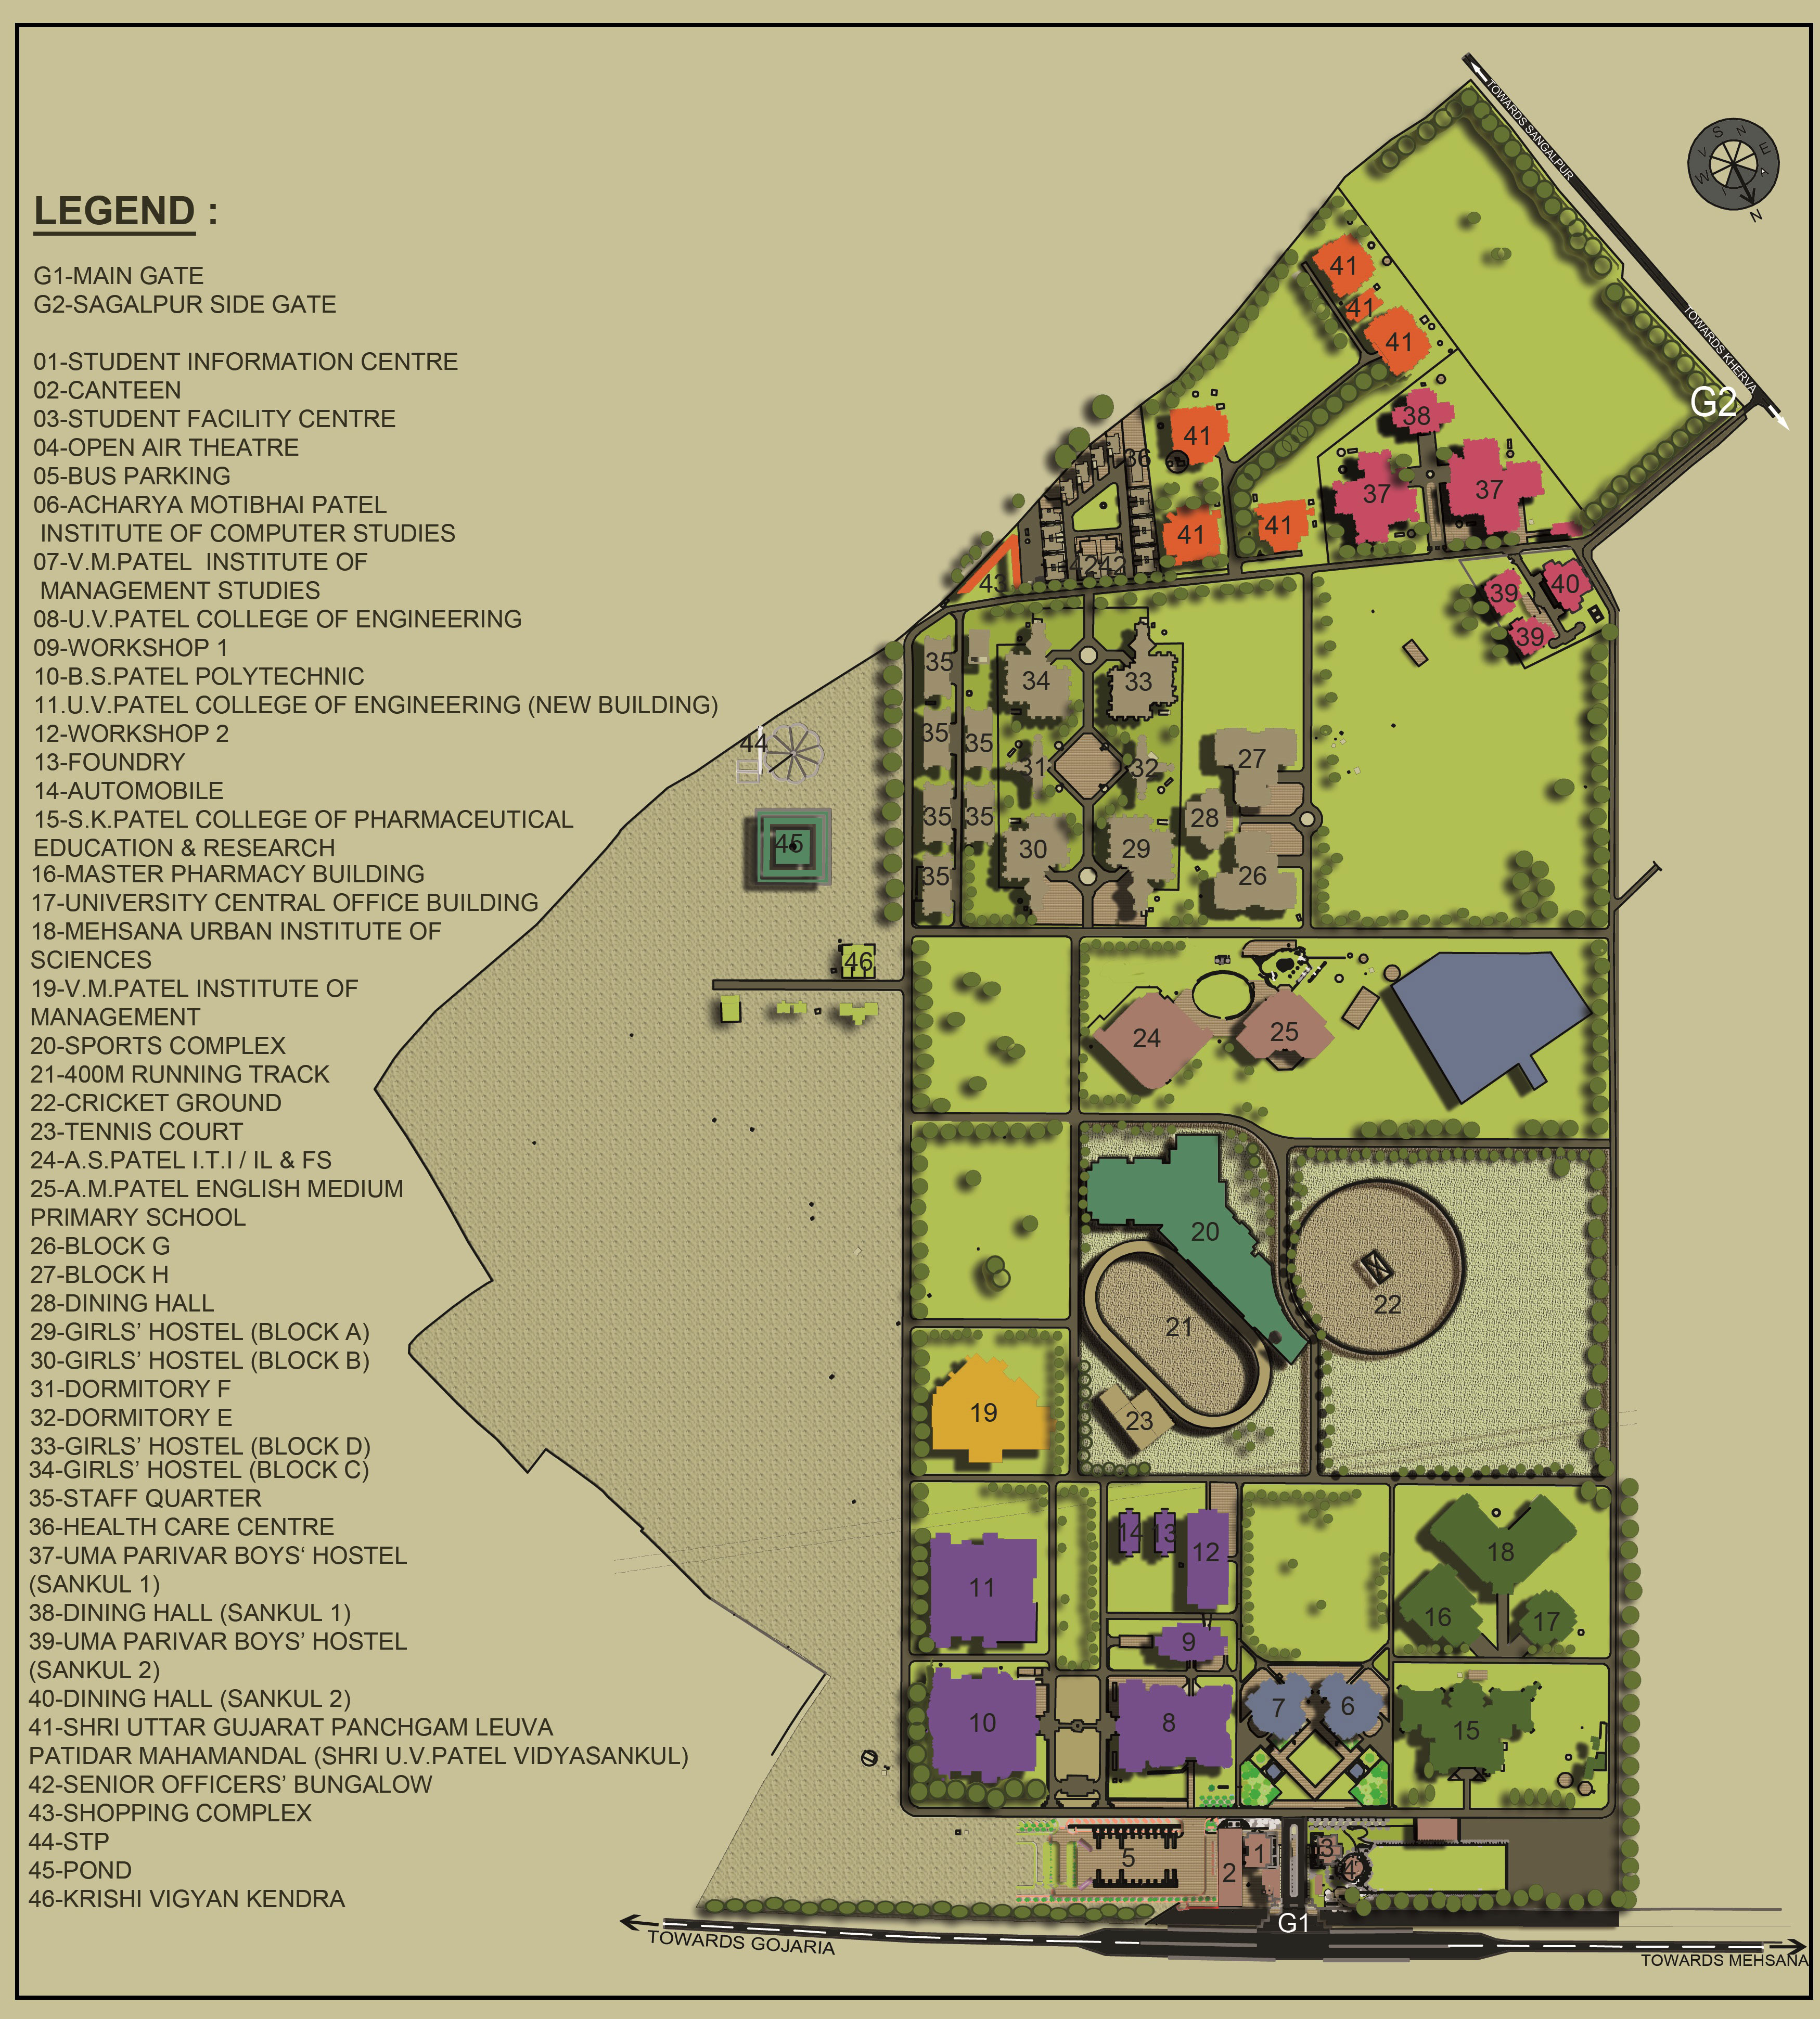 LEGEND :
G1-MAIN GATE
G2-SAGALPUR SIDE GATE
01-STUDENT INFORMATION CENTRE
02-CANTEEN
03-STUDENT FACILITY CENTRE
04-OPEN AIR THEATRE
05-BUS PARKING
06-ACHARYA MOTIBHAI PATEL
INSTITUTE OF COMPUTER STUDIES
07-V.M.PATEL INSTITUTE OF
MANAGEMENT STUDIES
08-U.V.PATEL COLLEGE OF ENGINEERING
09-WORKSHOP 1
10-B.S.PATEL POLYTECHNIC
11.U.V.PATEL COLLEGE OF ENGINEERING (NEW BUILDING)
12-WORKSHOP 2
13-FOUNDRY
14-AUTOMOBILE
15-S.K.PATEL COLLEGE OF PHARMACEUTICAL
EDUCATION & RESEARCH
16-MASTER PHARMACY BUILDING
17-UNIVERSITY CENTRAL OFFICE BUILDING
18-MEHSANA URBAN INSTITUTE OF
SCIENCES
19-V.M.PATEL INSTITUTE OF
MANAGEMENT
20-SPORTS COMPLEX
21-400M RUNNING TRACK
22-CRICKET GROUND
23-TENNIS COURT
24-A.S.PATEL I.T.I / IL & FS
25-A.M.PATEL ENGLISH MEDIUM
PRIMARY SCHOOL
26-BLOCK G
27-BLOCK H
28-DINING HALL
29-GIRLS’ HOSTEL (BLOCK A)
30-GIRLS’ HOSTEL (BLOCK B)
31-DORMITORY F
32-DORMITORY E
33-GIRLS’ HOSTEL (BLOCK D)
34-GIRLS’ HOSTEL (BLOCK C)
35-STAFF QUARTER
36-HEALTH CARE CENTRE
37-UMA PARIVAR BOYS‘ HOSTEL
(SANKUL 1)
38-DINING HALL (SANKUL 1)
39-UMA PARIVAR BOYS’ HOSTEL
(SANKUL 2)
40-DINING HALL (SANKUL 2)
41-SHRI UTTAR GUJARAT PANCHGAM LEUVA
PATIDAR MAHAMANDAL (SHRI U.V.PATEL VIDYASANKUL)
42-SENIOR OFFICERS’ BUNGALOW
43-SHOPPING COMPLEX
44-STP
45-POND
46-KRISHI VIGYAN KENDRA
TOWARDS SANGALPUR
TOWARDS KHERVA
G2
N
41
41
41
38
41
36
37
37
41
41
42 42
43
39
40
39
35
34
33
35
35
31
32
27
44
35
35
28
45
30
29
35
26
46
24
25
20
22
21
19
23
14
13
12
18
11
16
17
9
10
8
7
6
15
5
2
1
3
4
G1
TOWARDS GOJARIA
TOWARDS MEHSANA